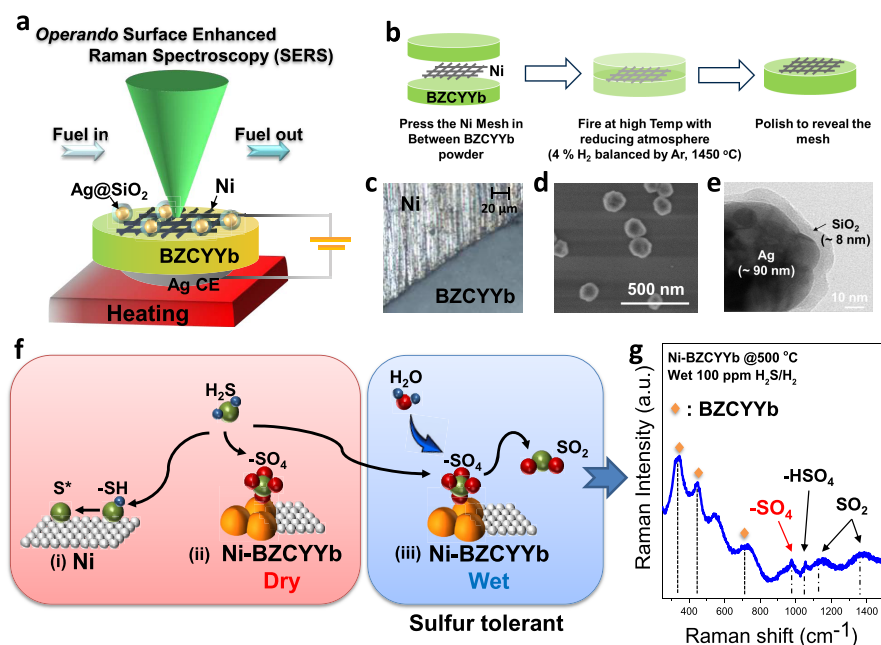 a
Operando Surface Enhanced
Raman Spectroscopy (SERS)
Fuel in
Fuel out
Ag@SiO2
Ni
BZCYYb
Ag CE
Heating
b
Ni
BZCYYb
Press the Ni Mesh in
Between BZCYYb
powder
Fire at high Temp with
reducing atmosphere
(4 % H2 balanced by Ar, 1450 °C)
Polish to reveal the
mesh
c
Ni
20 μm
BZCYYb
d
500 nm
e
SiO2
(~ 8 nm)
Ag
(~ 90 nm)
10 nm
f
H2S
-SO4
S*
-SH
(i) Ni
(ii) Ni-BZCYYb
Dry
H2O
-SO4
SO2
(iii) Ni-BZCYYb
Wet
Sulfur tolerant
g
Ni-BZCYYb @500 °C
Wet 100 ppm H2S/H2
: BZCYYb
-HSO4
-SO4
SO2
Raman Intensity (a.u.)
400 600 800 1000 1200 1400
Raman shift (cm-1)